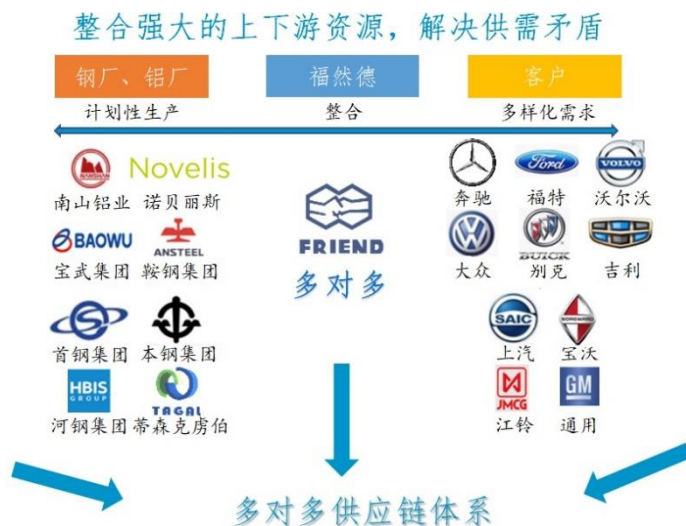 整合强大的上下游资源，解决供需矛盾
钢厂、铝厂
福然德
客户
计划性生产
整合
多样化需求
NANSHAN
Novelis
Ford
VOLVO
南山铝业
诺贝丽斯
奔驰
福特
沃尔沃
BAOWU
ANSTEEL
FRIEND
BUICK
宝武集团
鞍钢集团
多对多
大众
别克
吉利
SAIC
BORGWARD
首钢集团
本钢集团
上汽
宝沃
HBIS
GROUP
TAGAL
JMCG
GM
河钢集团
蒂森克虏伯
江铃
通用
多对多供应链体系